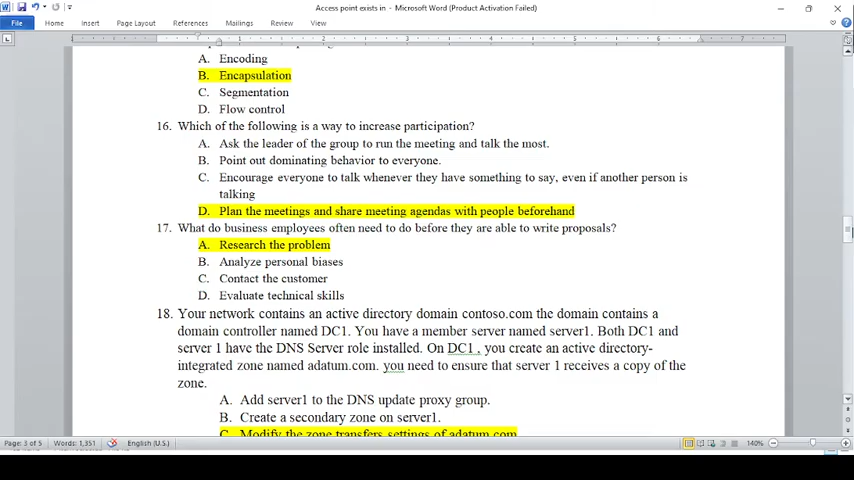 Access point exists in - Microsoft Word (Product Activation Failed)
File Home Insert Page Layout References Mailings Review View
A. Encoding
B. Encapsulation
C. Segmentation
D. Flow control
16. Which of the following is a way to increase participation?
A. Ask the leader of the group to run the meeting and talk the most.
B. Point out dominating behavior to everyone.
C. Encourage everyone to talk whenever they have something to say, even if another person is
talking
D. Plan the meetings and share meeting agendas with people beforehand
17. What do business employees often need to do before they are able to write proposals?
A. Research the problem
B. Analyze personal biases
C. Contact the customer
D. Evaluate technical skills
18. Your network contains an active directory domain contoso.com the domain contains a
domain controller named DC1. You have a member server named server1. Both DC1 and
server 1 have the DNS Server role installed. On DC1 , you create an active directory-
integrated zone named adatum.com. you need to ensure that server 1 receives a copy of the
zone.
A. Add server1 to the DNS update proxy group.
B. Create a secondary zone on server1.
C. Modify the zone transfers settings of adatum.com
Page: 3 of 5 Words: 1,351 English (U.S.) 140%